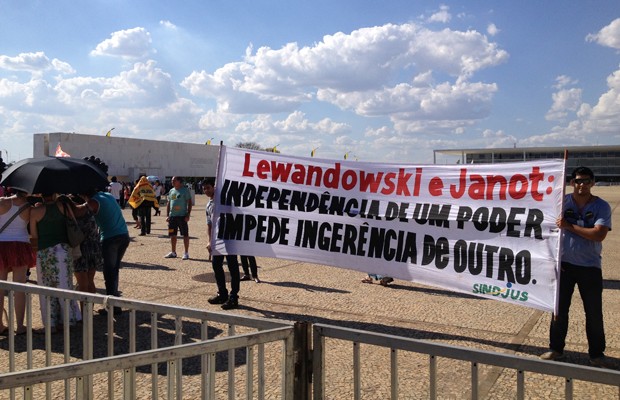 Lewandowski e Janot:
INDEPENDÊNCIA DE UM PODER
IMPEDE INGERÊNCIA De OUTRO.
SINDJUS